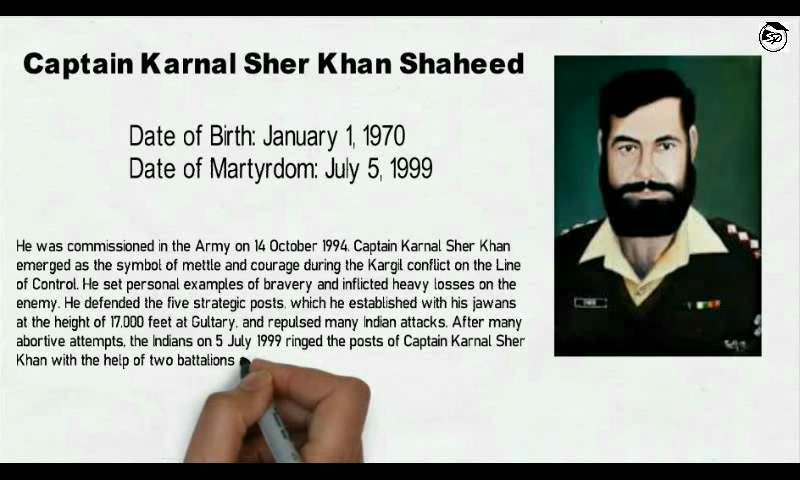 Captain Karnal Sher Khan Shaheed
Date of Birth: January 1, 1970
Date of Martyrdom: July 5, 1999
He was commissioned in the Army on 14 October 1994. Captain Karnal Sher Khan
emerged as the symbol of mettle and courage during the Kargil conflict on the Line
of Control. He set personal examples of bravery and inflicted heavy losses on the
enemy. He defended the five strategic posts, which he established with his jawans
at the height of 17,000 feet at Gultary, and repulsed many Indian attacks. After many
abortive attempts, the Indians on 5 July 1999 ringed the posts of Captain Karnal Sher
Khan with the help of two battalions